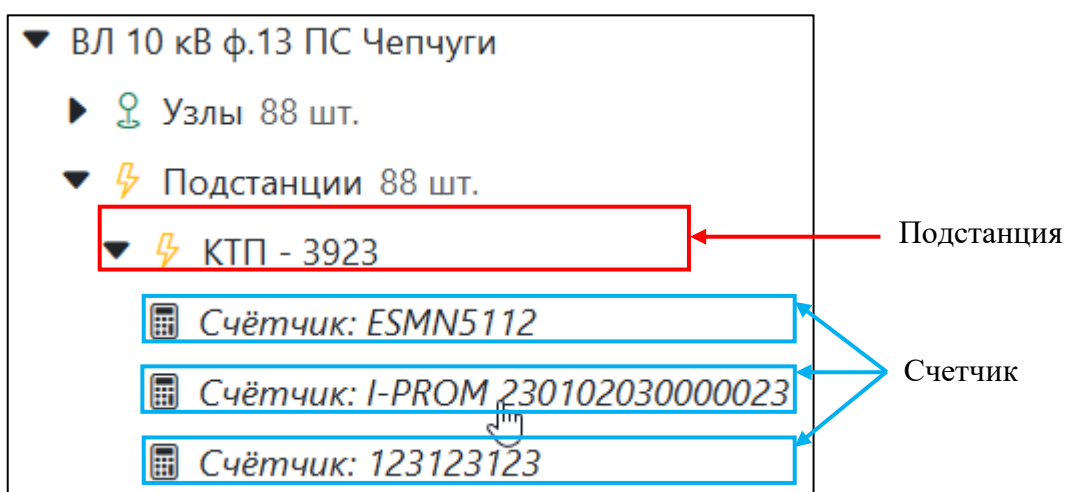 ВЛ 10 кВ ф.13 ПС Чепчуги
Узлы 88 шт.
Подстанции 88 шт.
КТП - 3923
Подстанция
Счётчик: ESMN5112
Счётчик: I-PROM 230102030000023
Счетчик
Счётчик: 123123123